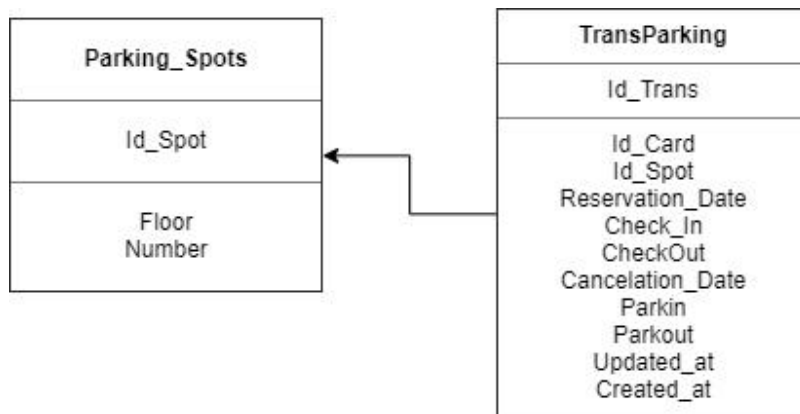 Parking_Spots
Id_Spot
Floor
Number
TransParking
Id_Trans
Id_Card
Id_Spot
Reservation_Date
Check_In
CheckOut
Cancelation_Date
Parkin
Parkout
Updated_at
Created_at